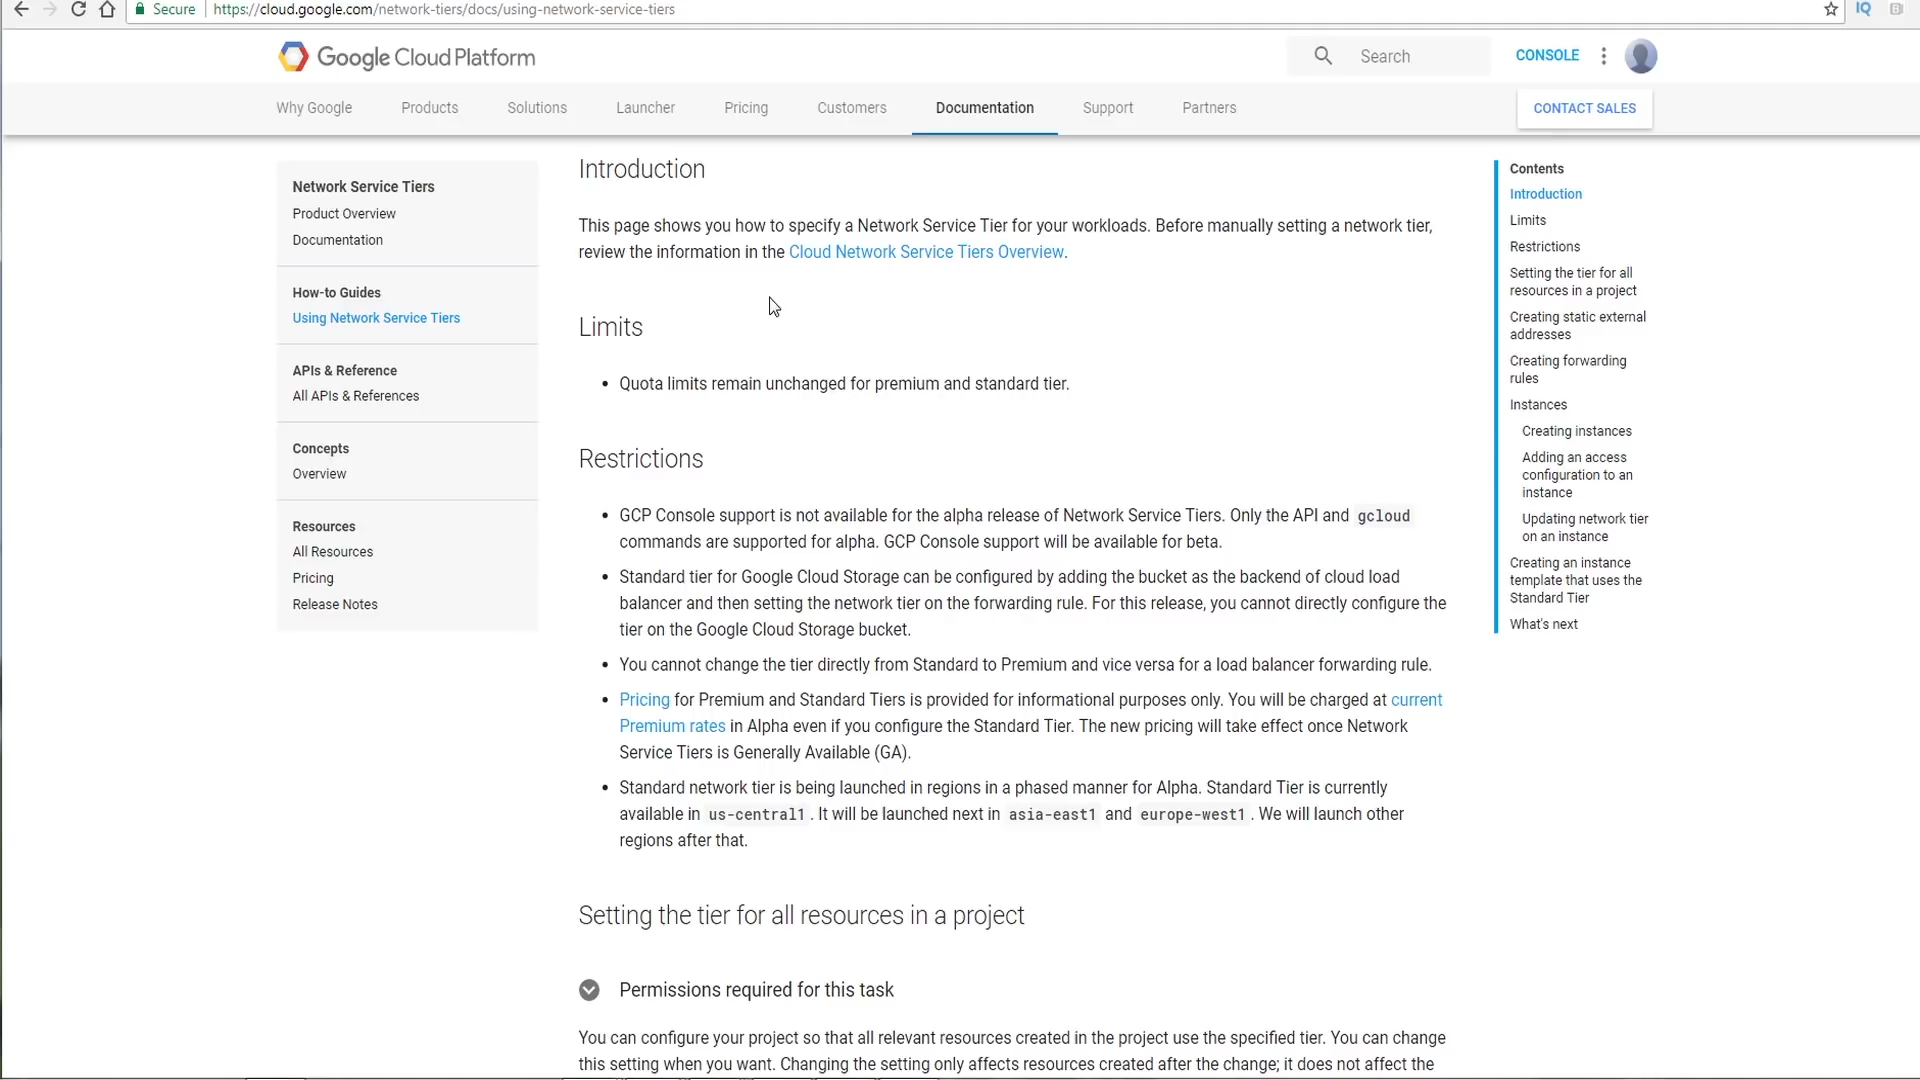 Secure
https://cloud.google.com/network-tiers/docs/using-network-service-tiers
IQ
Google Cloud Platform
Search
CONSOLE
Why Google
Products
Solutions
Launcher
Pricing
Customers
Documentation
Support
Partners
CONTACT SALES
Network Service Tiers
Product Overview
Documentation
How-to Guides
Using Network Service Tiers
APIs & Reference
All APIs & References
Concepts
Overview
Resources
All Resources
Pricing
Release Notes
Introduction
This page shows you how to specify a Network Service Tier for your workloads. Before manually setting a network tier,
review the information in the Cloud Network Service Tiers Overview.
Limits
• Quota limits remain unchanged for premium and standard tier.
Restrictions
• GCP Console support is not available for the alpha release of Network Service Tiers. Only the API and gcloud
commands are supported for alpha. GCP Console support will be available for beta.
• Standard tier for Google Cloud Storage can be configured by adding the bucket as the backend of cloud load
balancer and then setting the network tier on the forwarding rule. For this release, you cannot directly configure the
tier on the Google Cloud Storage bucket.
• You cannot change the tier directly from Standard to Premium and vice versa for a load balancer forwarding rule.
• Pricing for Premium and Standard Tiers is provided for informational purposes only. You will be charged at current
Premium rates in Alpha even if you configure the Standard Tier. The new pricing will take effect once Network
Service Tiers is Generally Available (GA).
• Standard network tier is being launched in regions in a phased manner for Alpha. Standard Tier is currently
available in us-central1. It will be launched next in asia-east1 and europe-west1. We will launch other
regions after that.
Setting the tier for all resources in a project
Permissions required for this task
You can configure your project so that all relevant resources created in the project use the specified tier. You can change
this setting when you want. Changing the setting only affects resources created after the change; it does not affect the
Contents
Introduction
Limits
Restrictions
Setting the tier for all
resources in a project
Creating static external
addresses
Creating forwarding
rules
Instances
Creating instances
Adding an access
configuration to an
instance
Updating network tier
on an instance
Creating an instance
template that uses the
Standard Tier
What's next